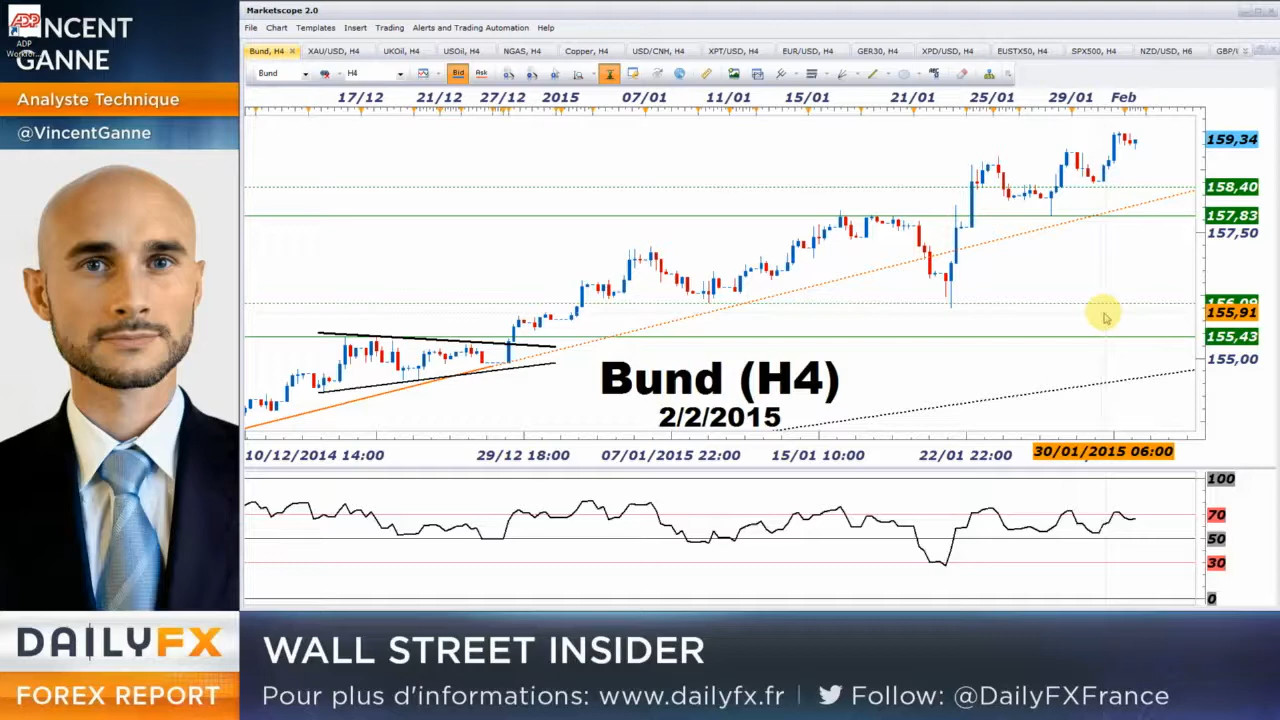 VINCENT
GANNE
ADP
Analyste Technique
@VincentGanne
Marketscope 2.0
File Chart Templates Insert Trading Alerts and Trading Automation Help
Bund, H4 XAU/USD, H4 UKOil, H4 USOil, H4 NGAS, H4 Copper, H4 USD/CNH, H4 XPT/USD, H4 EUR/USD, H4 GER30, H4 XPD/USD, H4 EUSTX50, H4 SPX500, H4 NZD/USD, H6 GBP/
Bund H4 Bid Ask
17/12 21/12 27/12 2015 07/01 11/01 15/01 21/01 25/01 29/01 Feb
159,34
158,40
157,83
157,50
156,09
155,91
155,43
155,00
Bund (H4)
2/2/2015
10/12/2014 14:00 29/12 18:00 07/01/2015 22:00 15/01 10:00 22/01 22:00 30/01/2015 06:00
100
70
50
30
0
DAILYFX
FOREX REPORT
WALL STREET INSIDER
Pour plus d'informations: www.dailyfx.fr | Follow: @DailyFXFrance